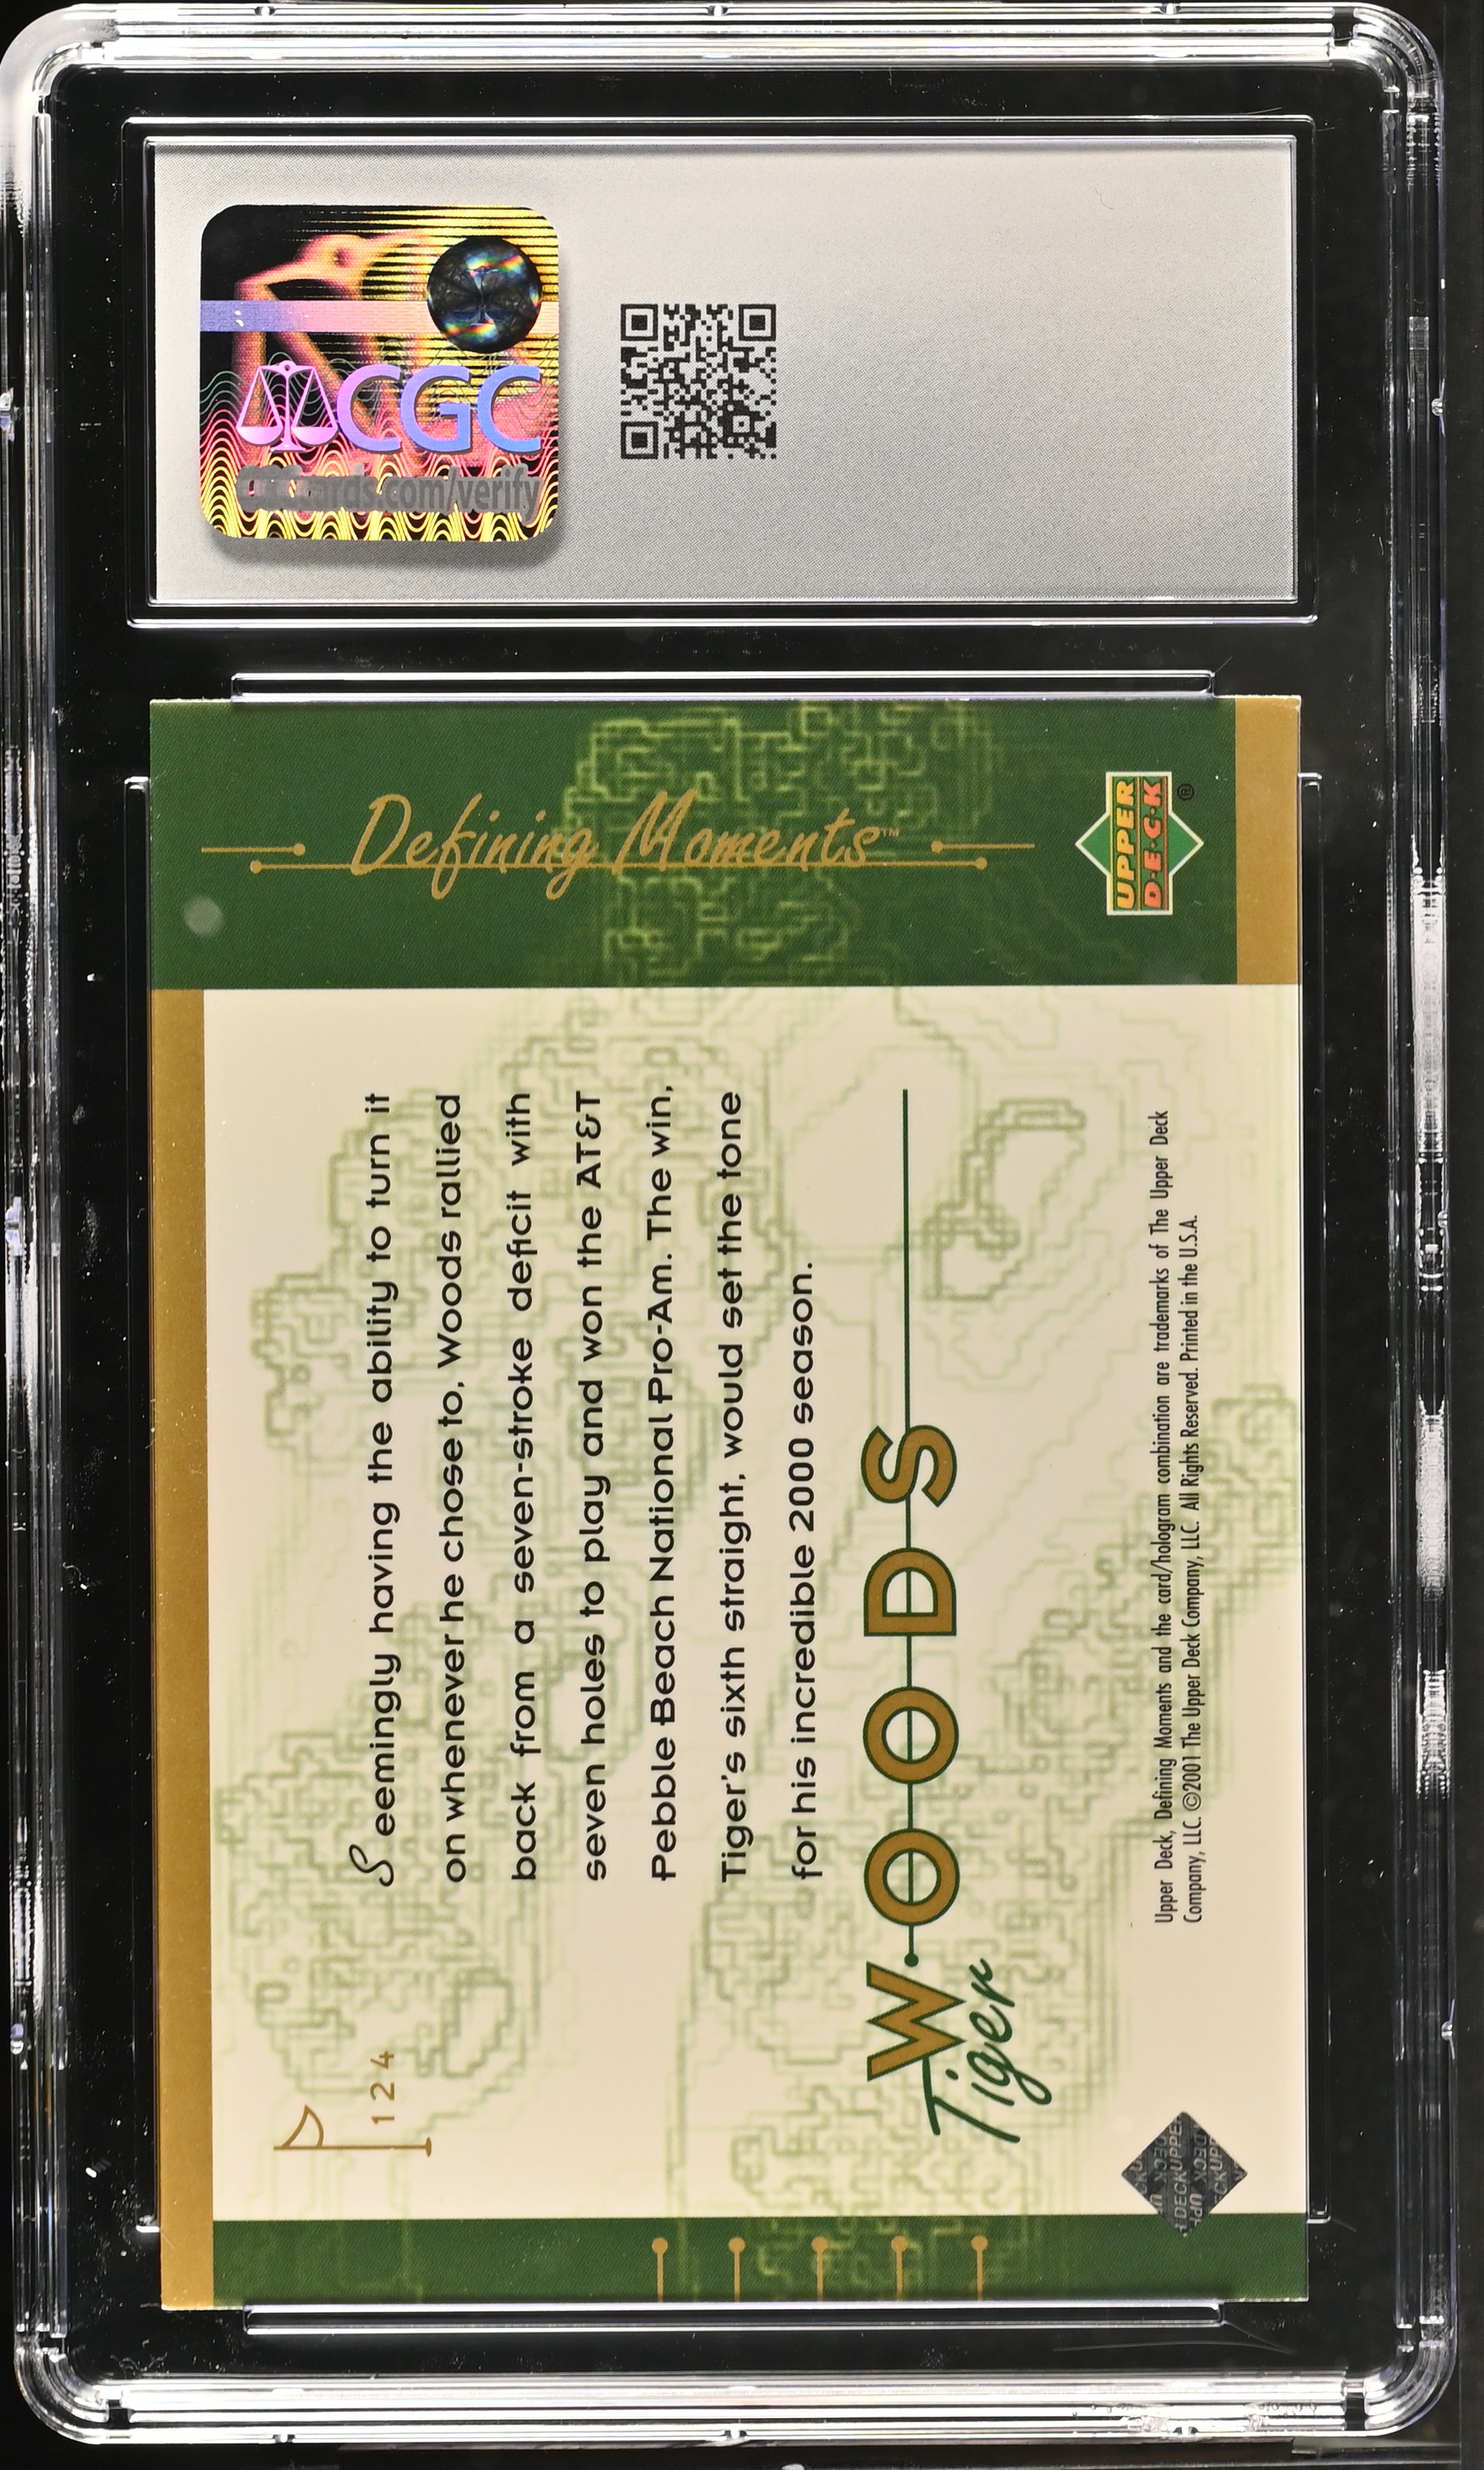 CGC
CGCcards.com/verify
Defining Moments™
UPPER
D·E·C·K®
124
Seemingly having the ability to turn it
on whenever he chose to, Woods rallied
back from a seven-stroke deficit with
seven holes to play and won the AT&T
Pebble Beach National Pro-Am. The win,
Tiger's sixth straight, would set the tone
for his incredible 2000 season.
W·OODS
Tiger
Upper Deck, Defining Moments and the card/hologram combination are trademarks of The Upper Deck
Company, LLC. ©2001 The Upper Deck Company, LLC. All Rights Reserved. Printed in the U.S.A.